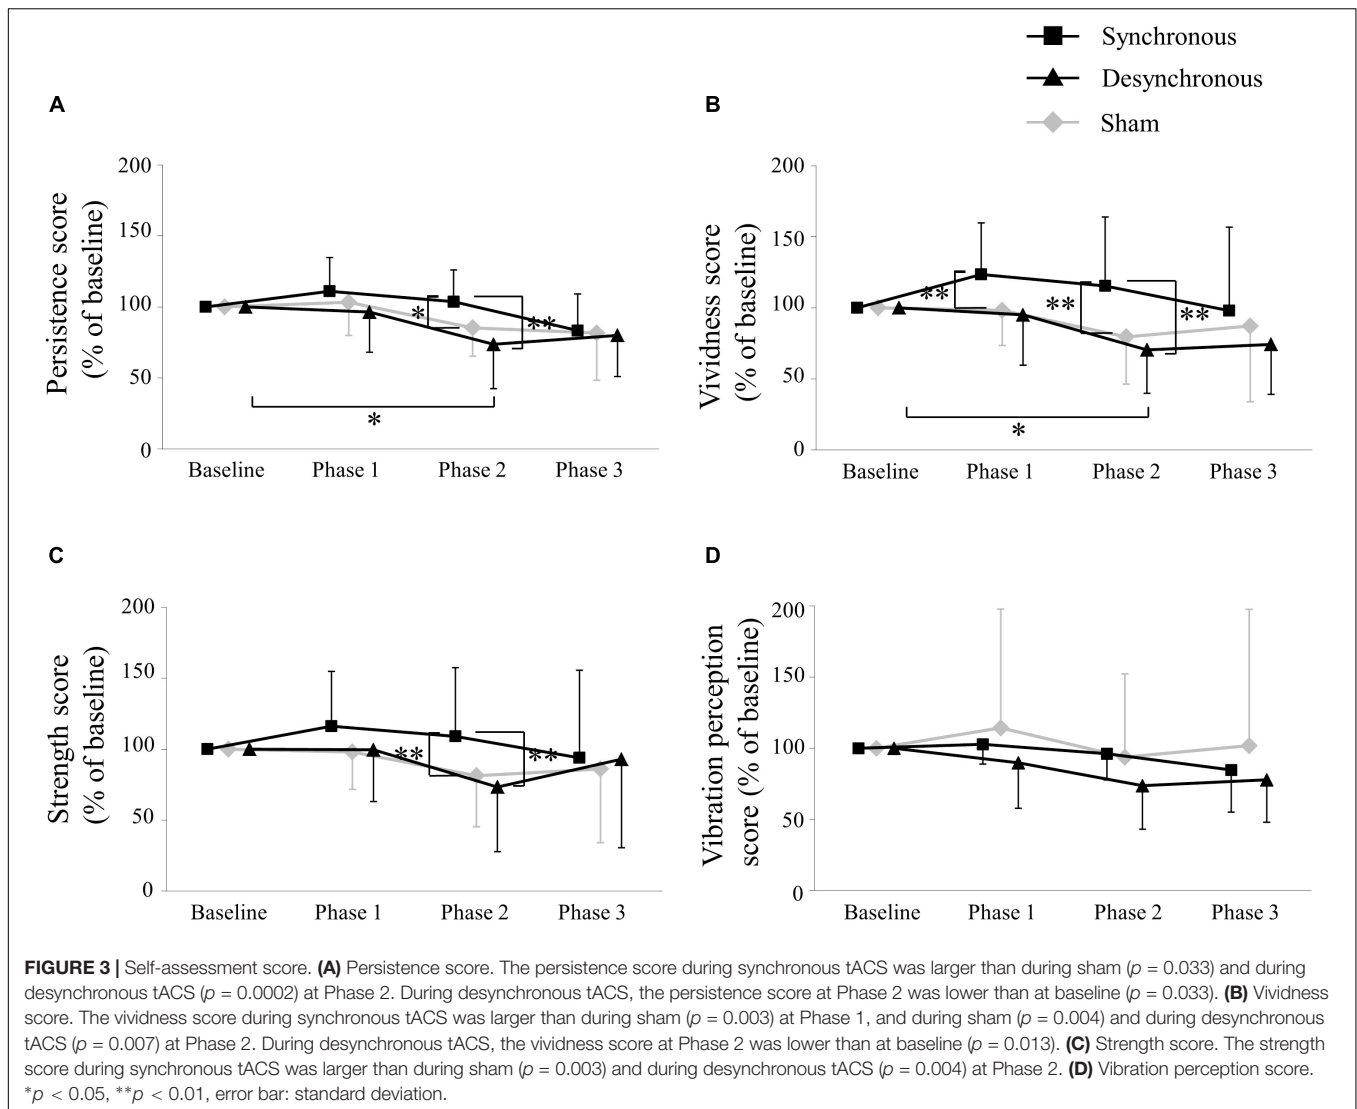 Synchronous
Desynchronous
Sham
A
200
150
100
50
0
Persistence score
(% of baseline)
*
**
*
Baseline Phase 1 Phase 2 Phase 3
B
200
150
100
50
0
Vividness score
(% of baseline)
**
**
**
*
Baseline Phase 1 Phase 2 Phase 3
C
200
150
100
50
0
Strength score
(% of baseline)
**
**
Baseline Phase 1 Phase 2 Phase 3
D
200
150
100
50
0
Vibration perception
score (% of baseline)
Baseline Phase 1 Phase 2 Phase 3
FIGURE 3 | Self-assessment score. (A) Persistence score. The persistence score during synchronous tACS was larger than during sham (p = 0.033) and during
desynchronous tACS (p = 0.0002) at Phase 2. During desynchronous tACS, the persistence score at Phase 2 was lower than at baseline (p = 0.033). (B) Vividness
score. The vividness score during synchronous tACS was larger than during sham (p = 0.003) at Phase 1, and during sham (p = 0.004) and during desynchronous
tACS (p = 0.007) at Phase 2. During desynchronous tACS, the vividness score at Phase 2 was lower than at baseline (p = 0.013). (C) Strength score. The strength
score during synchronous tACS was larger than during sham (p = 0.003) and during desynchronous tACS (p = 0.004) at Phase 2. (D) Vibration perception score.
*p < 0.05, **p < 0.01, error bar: standard deviation.